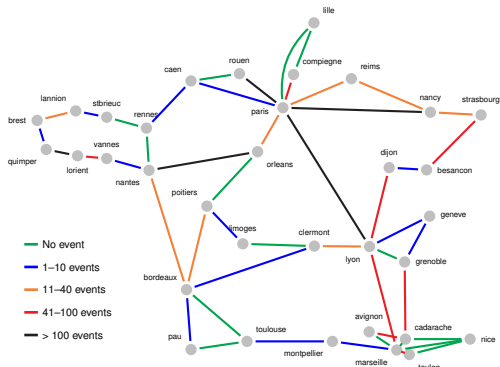 lille
rouen
compiegne
caen
reims
lannion
stbrieuc
paris
nancy
strasbourg
brest
rennes
vannes
quimper
lorient
nantes
orleans
dijon
besancon
poitiers
limoges
clermont
geneve
No event
lyon
grenoble
1–10 events
11–40 events
bordeaux
41–100 events
avignon
cadarache
> 100 events
pau
toulouse
nice
montpellier
marseille